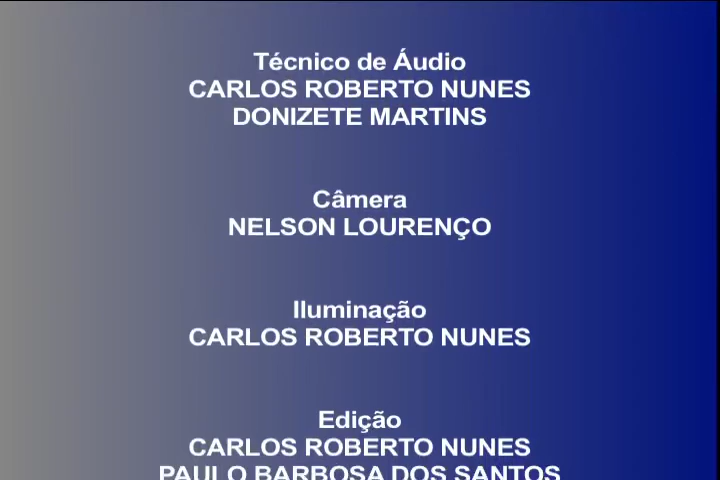 Técnico de Áudio
CARLOS ROBERTO NUNES
DONIZETE MARTINS
Câmera
NELSON LOURENÇO
Iluminação
CARLOS ROBERTO NUNES
Edição
CARLOS ROBERTO NUNES
PAULO BARBOSA DOS SANTOS